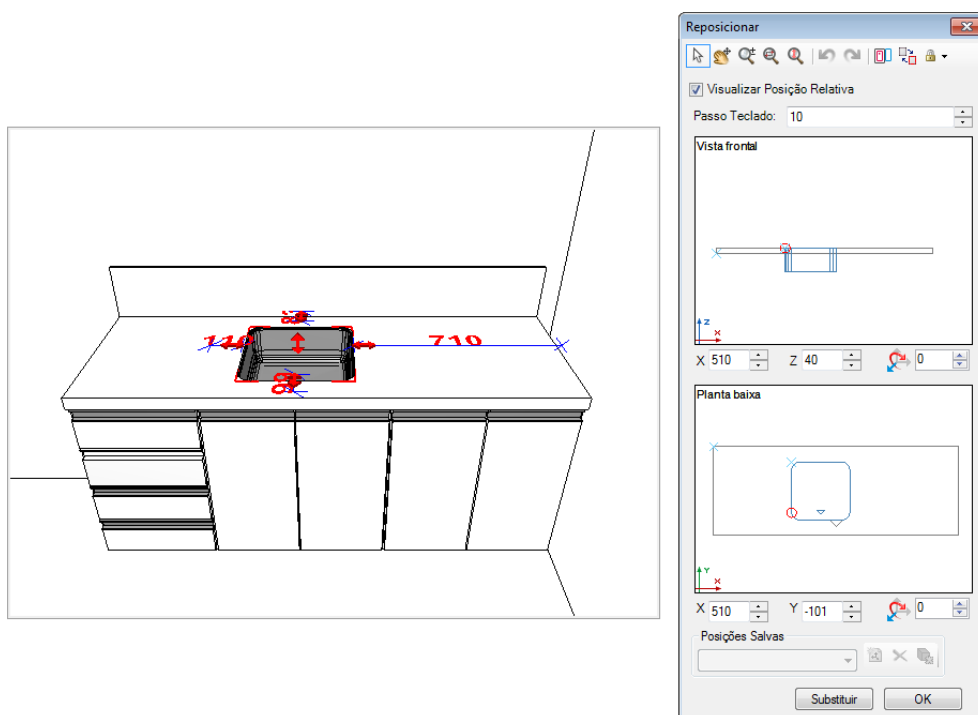 Reposicionar
Visualizar Posição Relativa
Passo Teclado: 10
Vista frontal
Z
X
X 510 Z 40 0
710
Planta baixa
Y
X
X 510 Y -101 0
Posições Salvas
Substituir OK